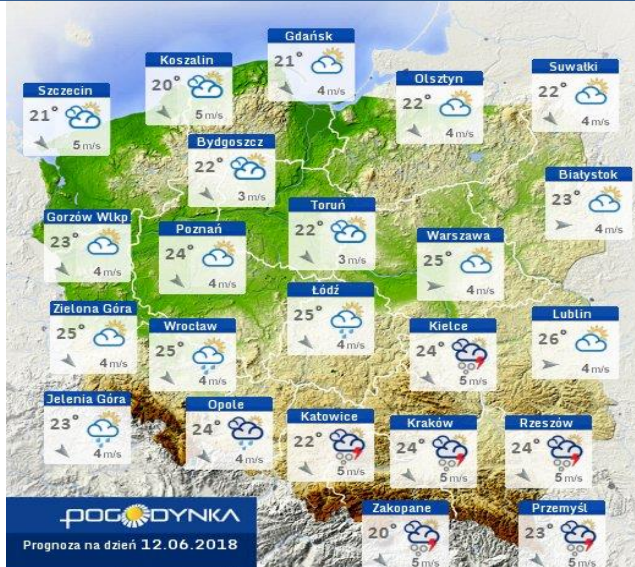 Gdańsk
21°
4 m/s
Koszalin
20°
5 m/s
Suwałki
22°
4 m/s
Olsztyn
22°
4 m/s
Szczecin
21°
5 m/s
Bydgoszcz
22°
3 m/s
Białystok
23°
4 m/s
Toruń
22°
3 m/s
Gorzów Wlkp
23°
4 m/s
Poznań
24°
4 m/s
Warszawa
25°
4 m/s
Łódź
25°
4 m/s
Zielona Góra
25°
4 m/s
Wrocław
25°
4 m/s
Kielce
24°
5 m/s
Lublin
26°
4 m/s
Jelenia Góra
23°
4 m/s
Opole
24°
4 m/s
Katowice
22°
5 m/s
Kraków
24°
5 m/s
Rzeszów
24°
5 m/s
Zakopane
20°
5 m/s
Przemyśl
23°
5 m/s
POGODYNKA
Prognoza na dzień 12.06.2018